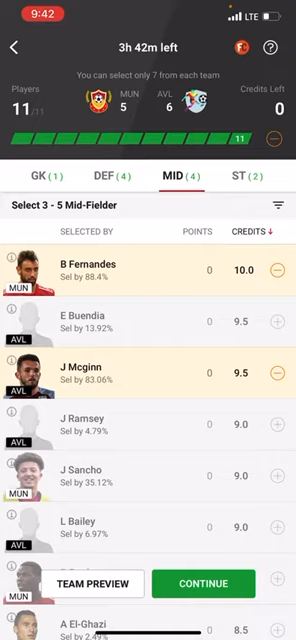 9:42
LTE
3h 42m left
FC
?
You can select only 7 from each team
Players
11/11
MUN
5
AVL
6
Credits Left
0
11
GK (1)
DEF (4)
MID (4)
ST (2)
Select 3 - 5 Mid-Fielder
SELECTED BY
POINTS
CREDITS
B Fernandes
Sel by 88.4%
0
10.0
MUN
E Buendia
Sel by 13.92%
0
9.5
AVL
J Mcginn
Sel by 83.06%
0
9.5
AVL
J Ramsey
Sel by 4.79%
0
9.0
AVL
J Sancho
Sel by 35.12%
0
9.0
MUN
L Bailey
Sel by 6.97%
0
9.0
AVL
TEAM PREVIEW
CONTINUE
MUN
A El-Ghazi
Sel by 2.49%
8.5